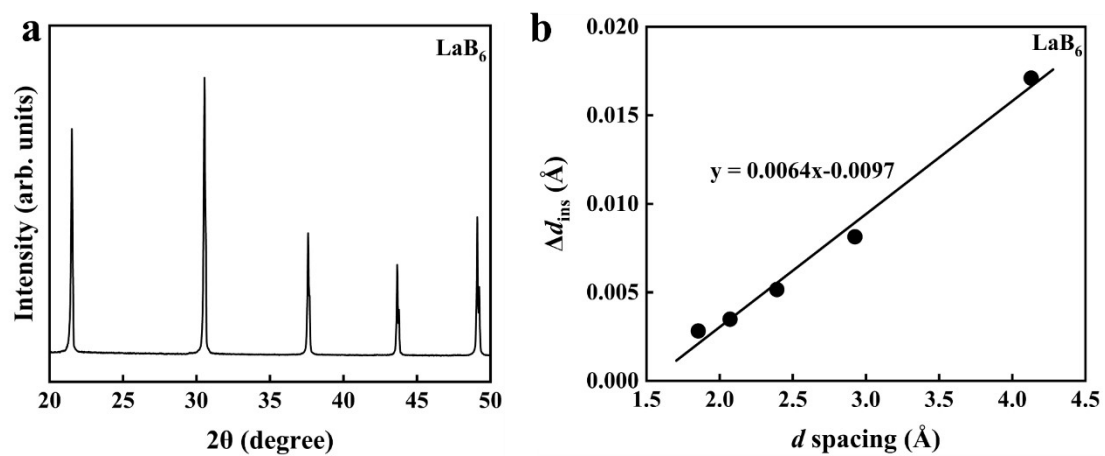 a
LaB₆
Intensity (arb. units)
20 25 30 35 40 45 50
2θ (degree)
b
LaB₆
0.020
0.015
0.010
0.005
0.000
Δd_ins (Å)
y = 0.0064x-0.0097
1.5 2.0 2.5 3.0 3.5 4.0 4.5
d spacing (Å)